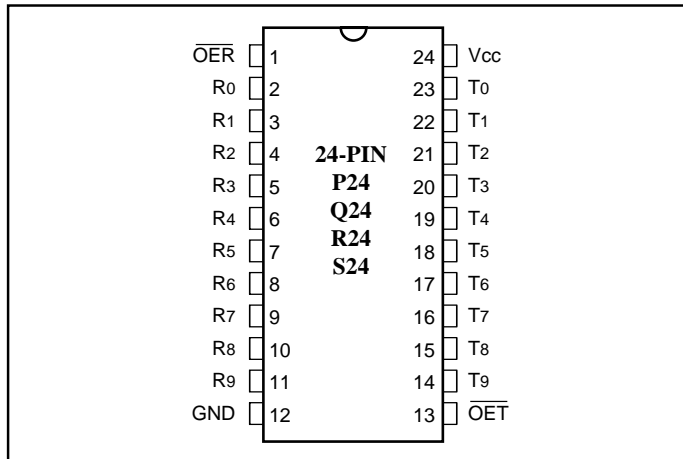 O̅E̅R̅ 1 24 Vcc
R0 2 23 T0
R1 3 22 T1
R2 4 21 T2
R3 5 20 T3
R4 6 19 T4
R5 7 18 T5
R6 8 17 T6
R7 9 16 T7
R8 10 15 T8
R9 11 14 T9
GND 12 13 O̅E̅T̅
24-PIN
P24
Q24
R24
S24